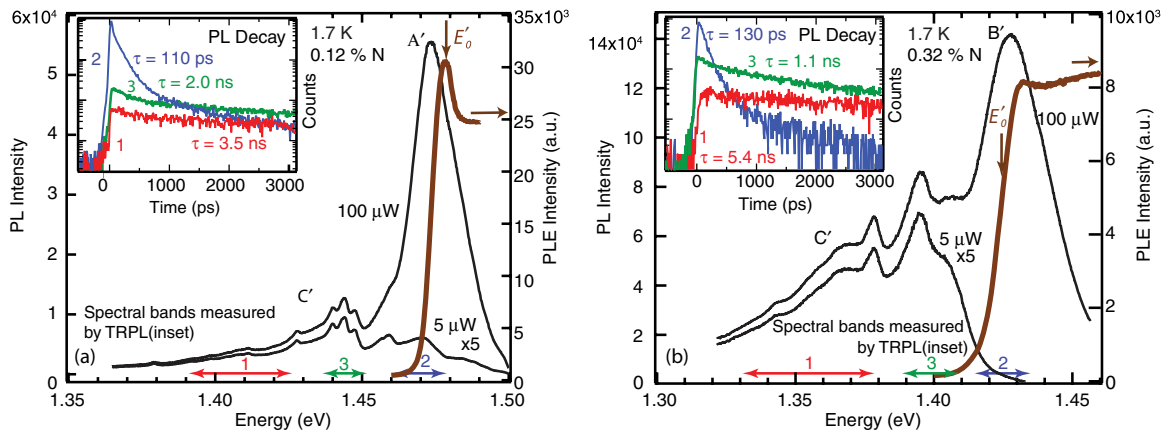 6x10⁴
5
4
3
2
1
0
PL Intensity
PL Decay
2
τ = 110 ps
3
τ = 2.0 ns
1
τ = 3.5 ns
Counts
0
1000
2000
3000
Time (ps)
1.7 K
0.12 % N
A′
E′₀
100 μW
C′
5 μW
x5
Spectral bands measured
by TRPL(inset)
(a)
1
3
2
1.35
1.40
1.45
1.50
Energy (eV)
35x10³
30
25
20
15
10
5
0
PLE Intensity (a.u.)
14x10⁴
12
10
8
6
4
2
0
PL Intensity
PL Decay
2
τ = 130 ps
3
τ = 1.1 ns
1
τ = 5.4 ns
Counts
0
1000
2000
3000
Time (ps)
1.7 K
0.32 % N
B′
E′₀
100 μW
C′
5 μW
x5
Spectral bands measured
by TRPL(inset)
(b)
1
3
2
1.30
1.35
1.40
1.45
Energy (eV)
10x10³
8
6
4
2
0
PLE Intensity (a.u.)